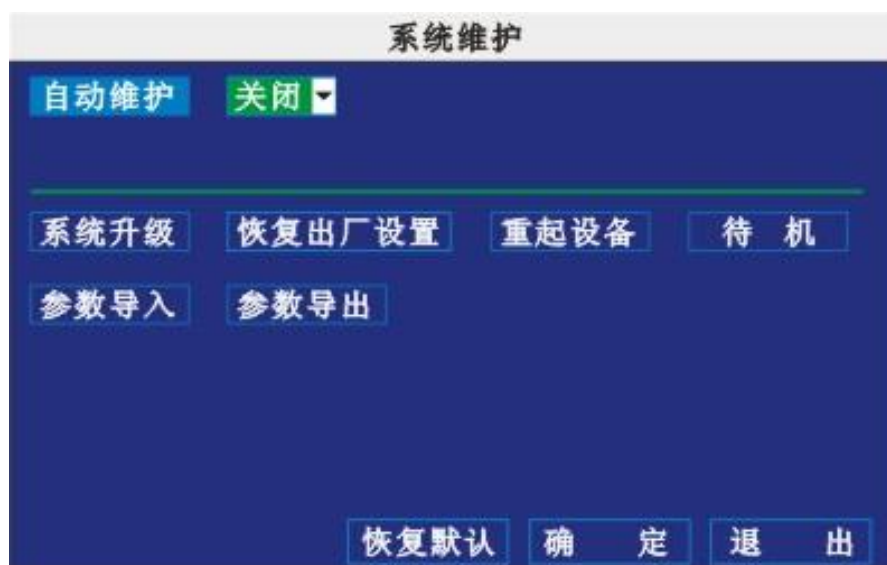 系统维护
自动维护 关闭
系统升级 恢复出厂设置 重起设备 待 机
参数导入 参数导出
恢复默认 确 定 退 出